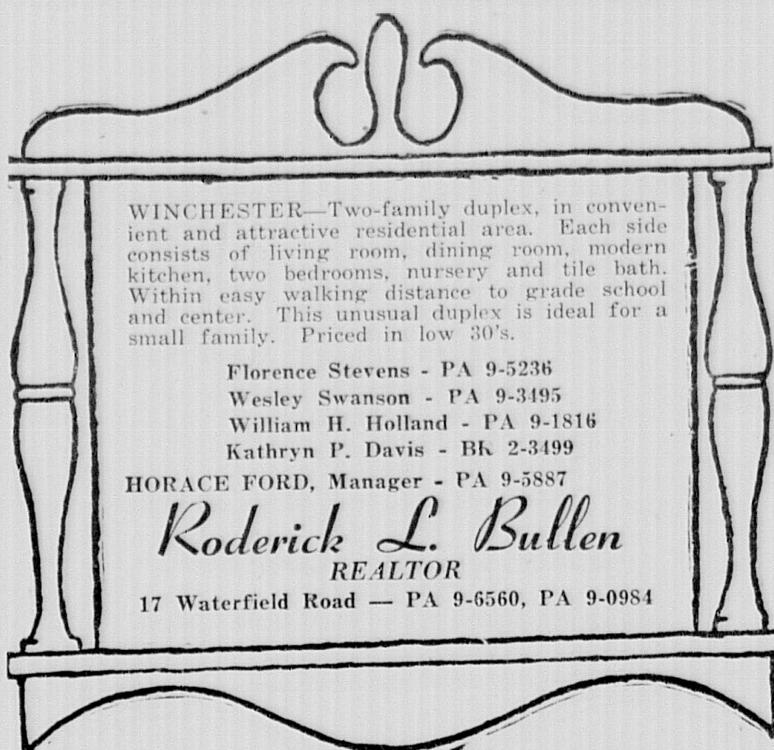 WINCHESTER—Two-family duplex, in conven-
ient and attractive residential area. Each side
consists of living room, dining room, modern
kitchen, two bedrooms, nursery and tile bath.
Within easy walking distance to grade school
and center. This unusual duplex is ideal for a
small family. Priced in low 30's.
Florence Stevens - PA 9-5236
Wesley Swanson - PA 9-3495
William H. Holland - PA 9-1816
Kathryn P. Davis - BR 2-3499
HORACE FORD, Manager - PA 9-5887
Roderick L. Bullen
REALTOR
17 Waterfield Road — PA 9-6560, PA 9-0984